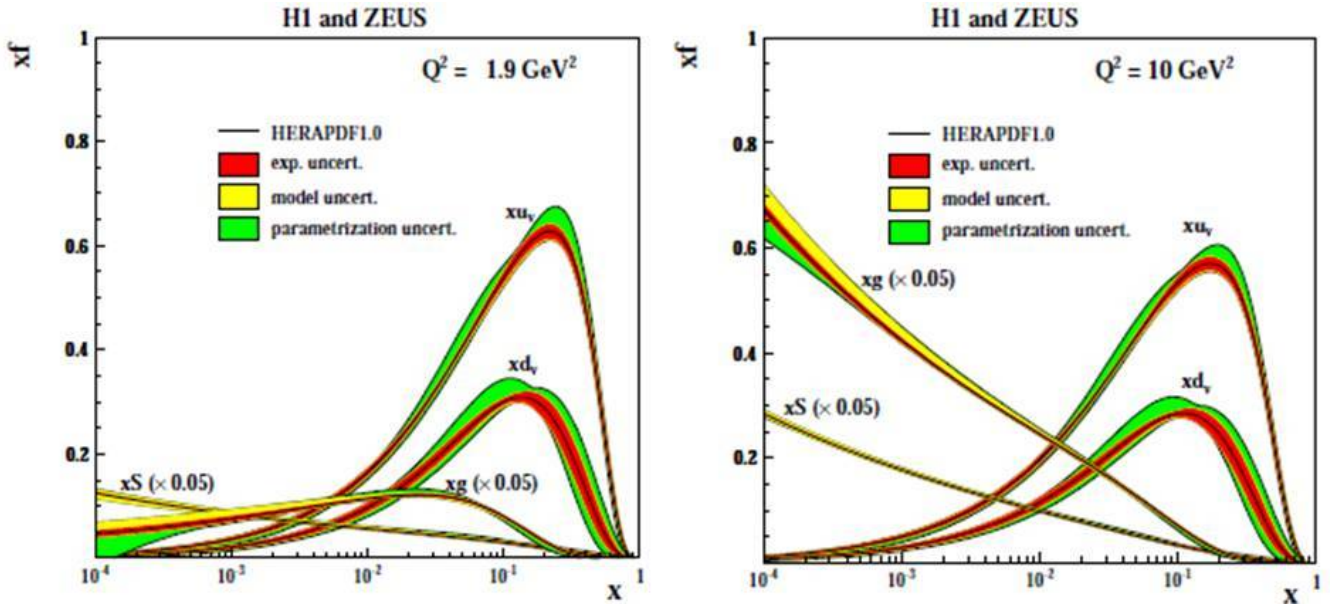 H1 and ZEUS
xf
Q² = 1.9 GeV²
HERAPDF1.0
exp. uncert.
model uncert.
parametrization uncert.
xuᵥ
xdᵥ
xS (× 0.05)
xg (× 0.05)
1
0.8
0.6
0.4
0.2
10⁻⁴
10⁻³
10⁻²
10⁻¹
1
x
H1 and ZEUS
xf
Q² = 10 GeV²
HERAPDF1.0
exp. uncert.
model uncert.
parametrization uncert.
xuᵥ
xg (× 0.05)
xdᵥ
xS (× 0.05)
1
0.8
0.6
0.4
0.2
10⁻⁴
10⁻³
10⁻²
10⁻¹
1
x